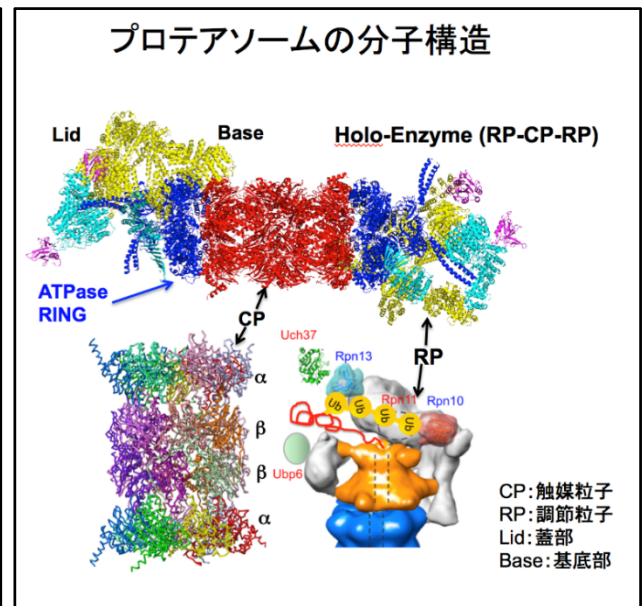 プロテアソームの分子構造
Lid
Base
Holo-Enzyme (RP-CP-RP)
ATPase
RING
CP
RP
Uch37
Rpn13
Rpn11
Rpn10
Ub
Ub
Ub
Ub
Ubp6
α
β
β
α
CP:触媒粒子
RP:調節粒子
Lid:蓋部
Base:基底部